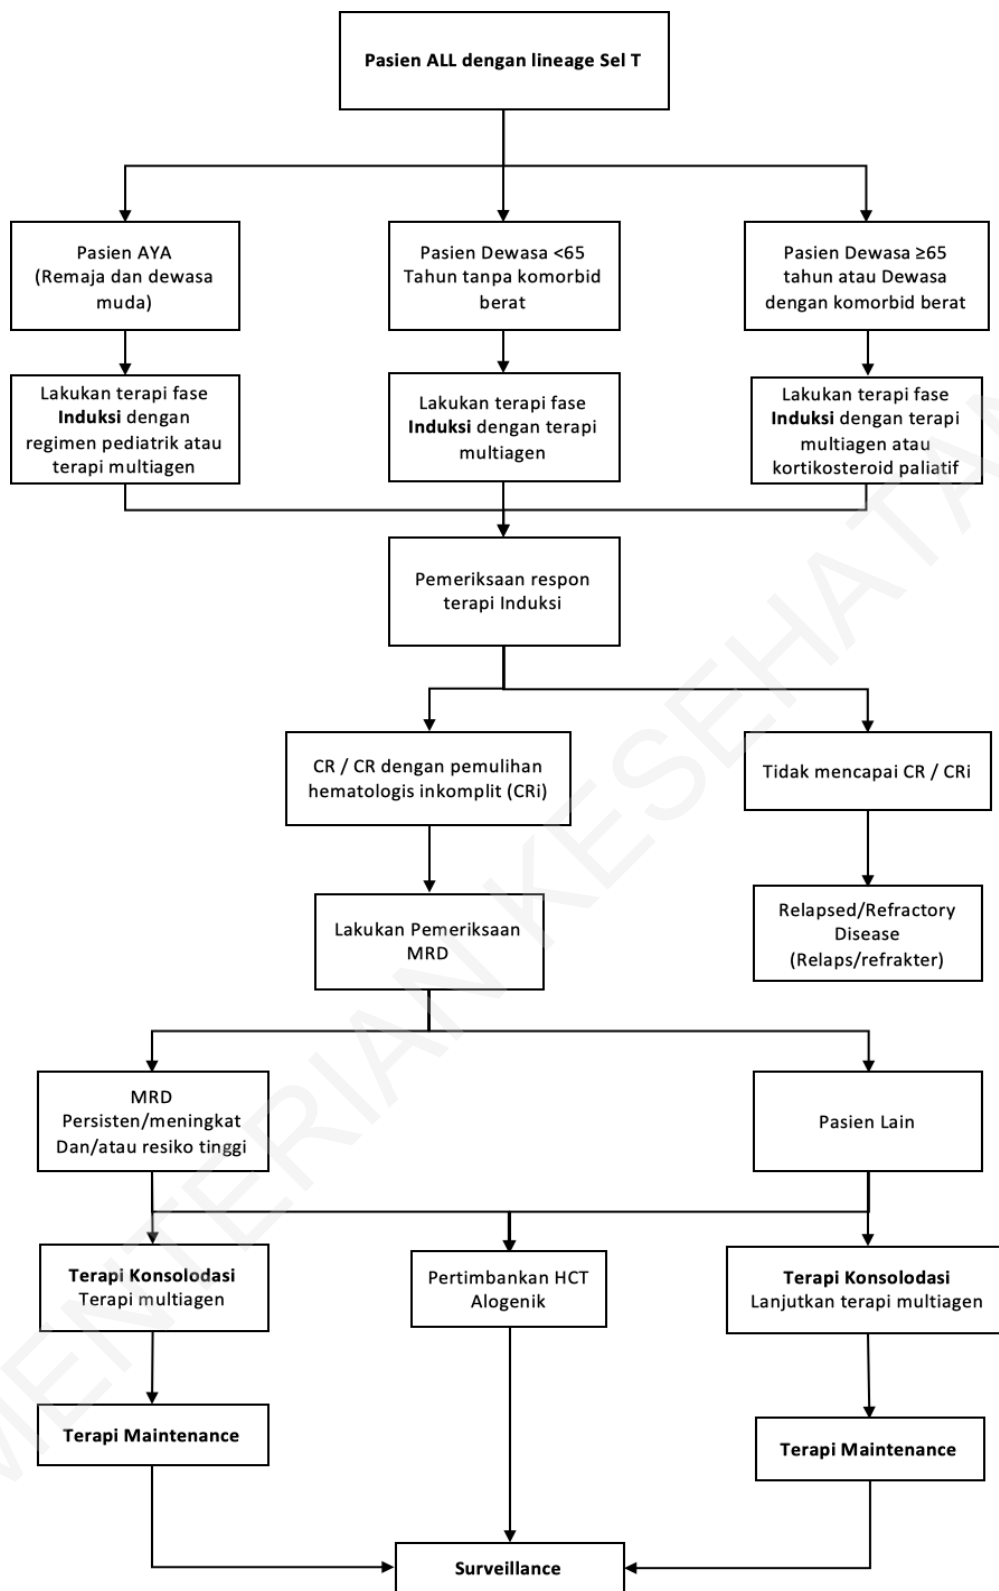 Pasien ALL dengan lineage Sel T
Pasien AYA
(Remaja dan dewasa
muda)
Pasien Dewasa <65
Tahun tanpa komorbid
berat
Pasien Dewasa ≥65
tahun atau Dewasa
dengan komorbid berat
Lakukan terapi fase
Induksi dengan
regimen pediatrik atau
terapi multiagen
Lakukan terapi fase
Induksi dengan terapi
multiagen
Lakukan terapi fase
Induksi dengan terapi
multiagen atau
kortikosteroid paliatif
Pemeriksaan respon
terapi Induksi
CR / CR dengan pemulihan
hematologis inkomplit (CRi)
Tidak mencapai CR / CRi
Lakukan Pemeriksaan
MRD
Relapsed/Refractory
Disease
(Relaps/refrakter)
MRD
Persisten/meningkat
Dan/atau resiko tinggi
Pasien Lain
Terapi Konsolodasi
Terapi multiagen
Pertimbankan HCT
Alogenik
Terapi Konsolodasi
Lanjutkan terapi multiagen
Terapi Maintenance
Terapi Maintenance
Surveillance
MENTERIAN KESEHATAN